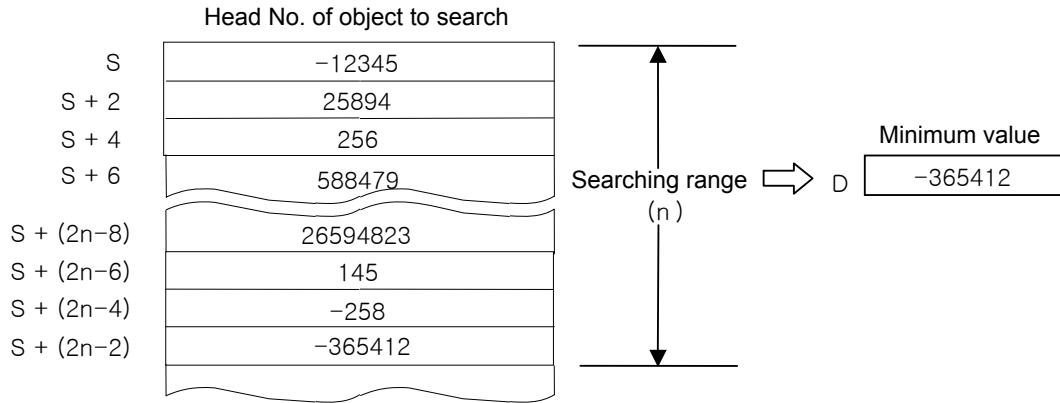 Head No. of object to search
S -12345
S + 2 25894
S + 4 256
S + 6 588479
S + (2n-8) 26594823
S + (2n-6) 145
S + (2n-4) -258
S + (2n-2) -365412
Searching range
(n)
Minimum value
D -365412